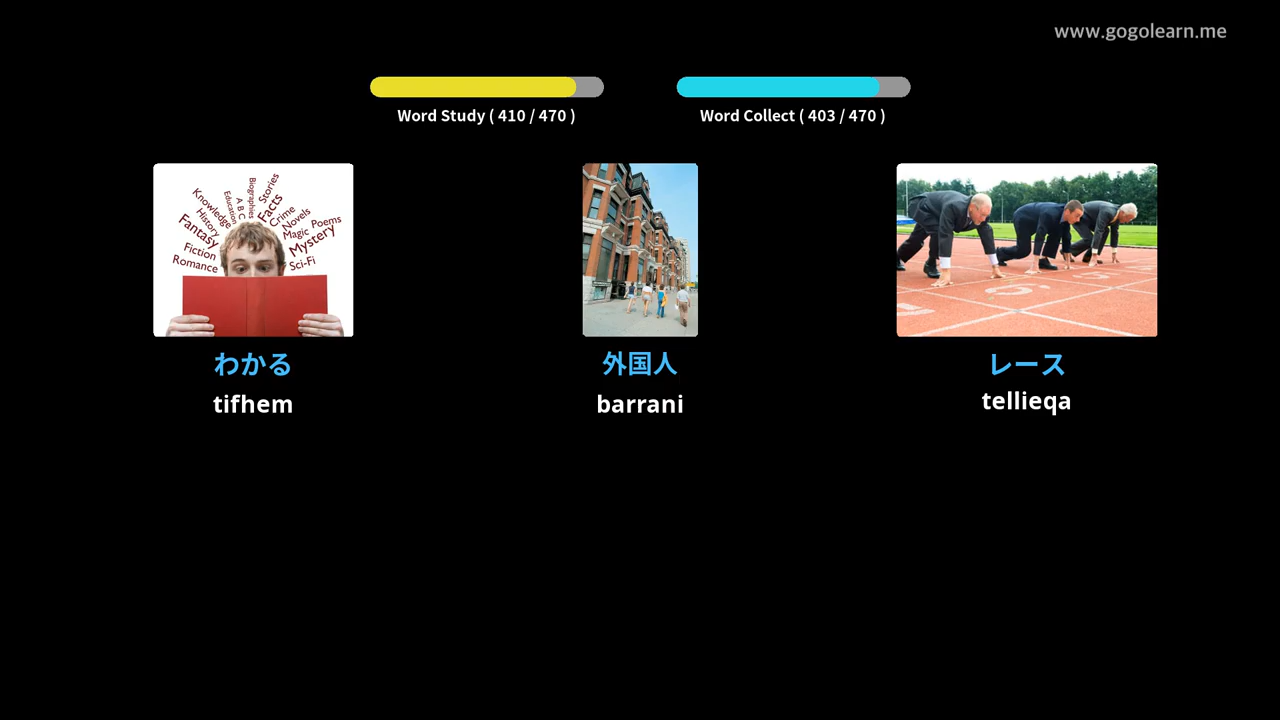 www.gogolearn.me
Word Study ( 410 / 470 )
Word Collect ( 403 / 470 )
Stories
Biographies
Facts
A B C
Education
Knowledge
Crime
Novels
History
Magic
Poems
Fantasy
Mystery
Fiction
Sci-Fi
Romance
わかる
外国人
レース
tifhem
barrani
tellieqa